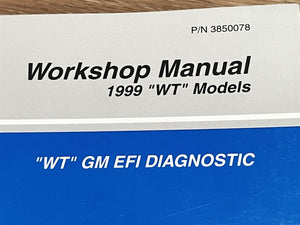 P/N 3850078
Workshop Manual
1999 "WT" Models
"WT" GM EFI DIAGNOSTIC